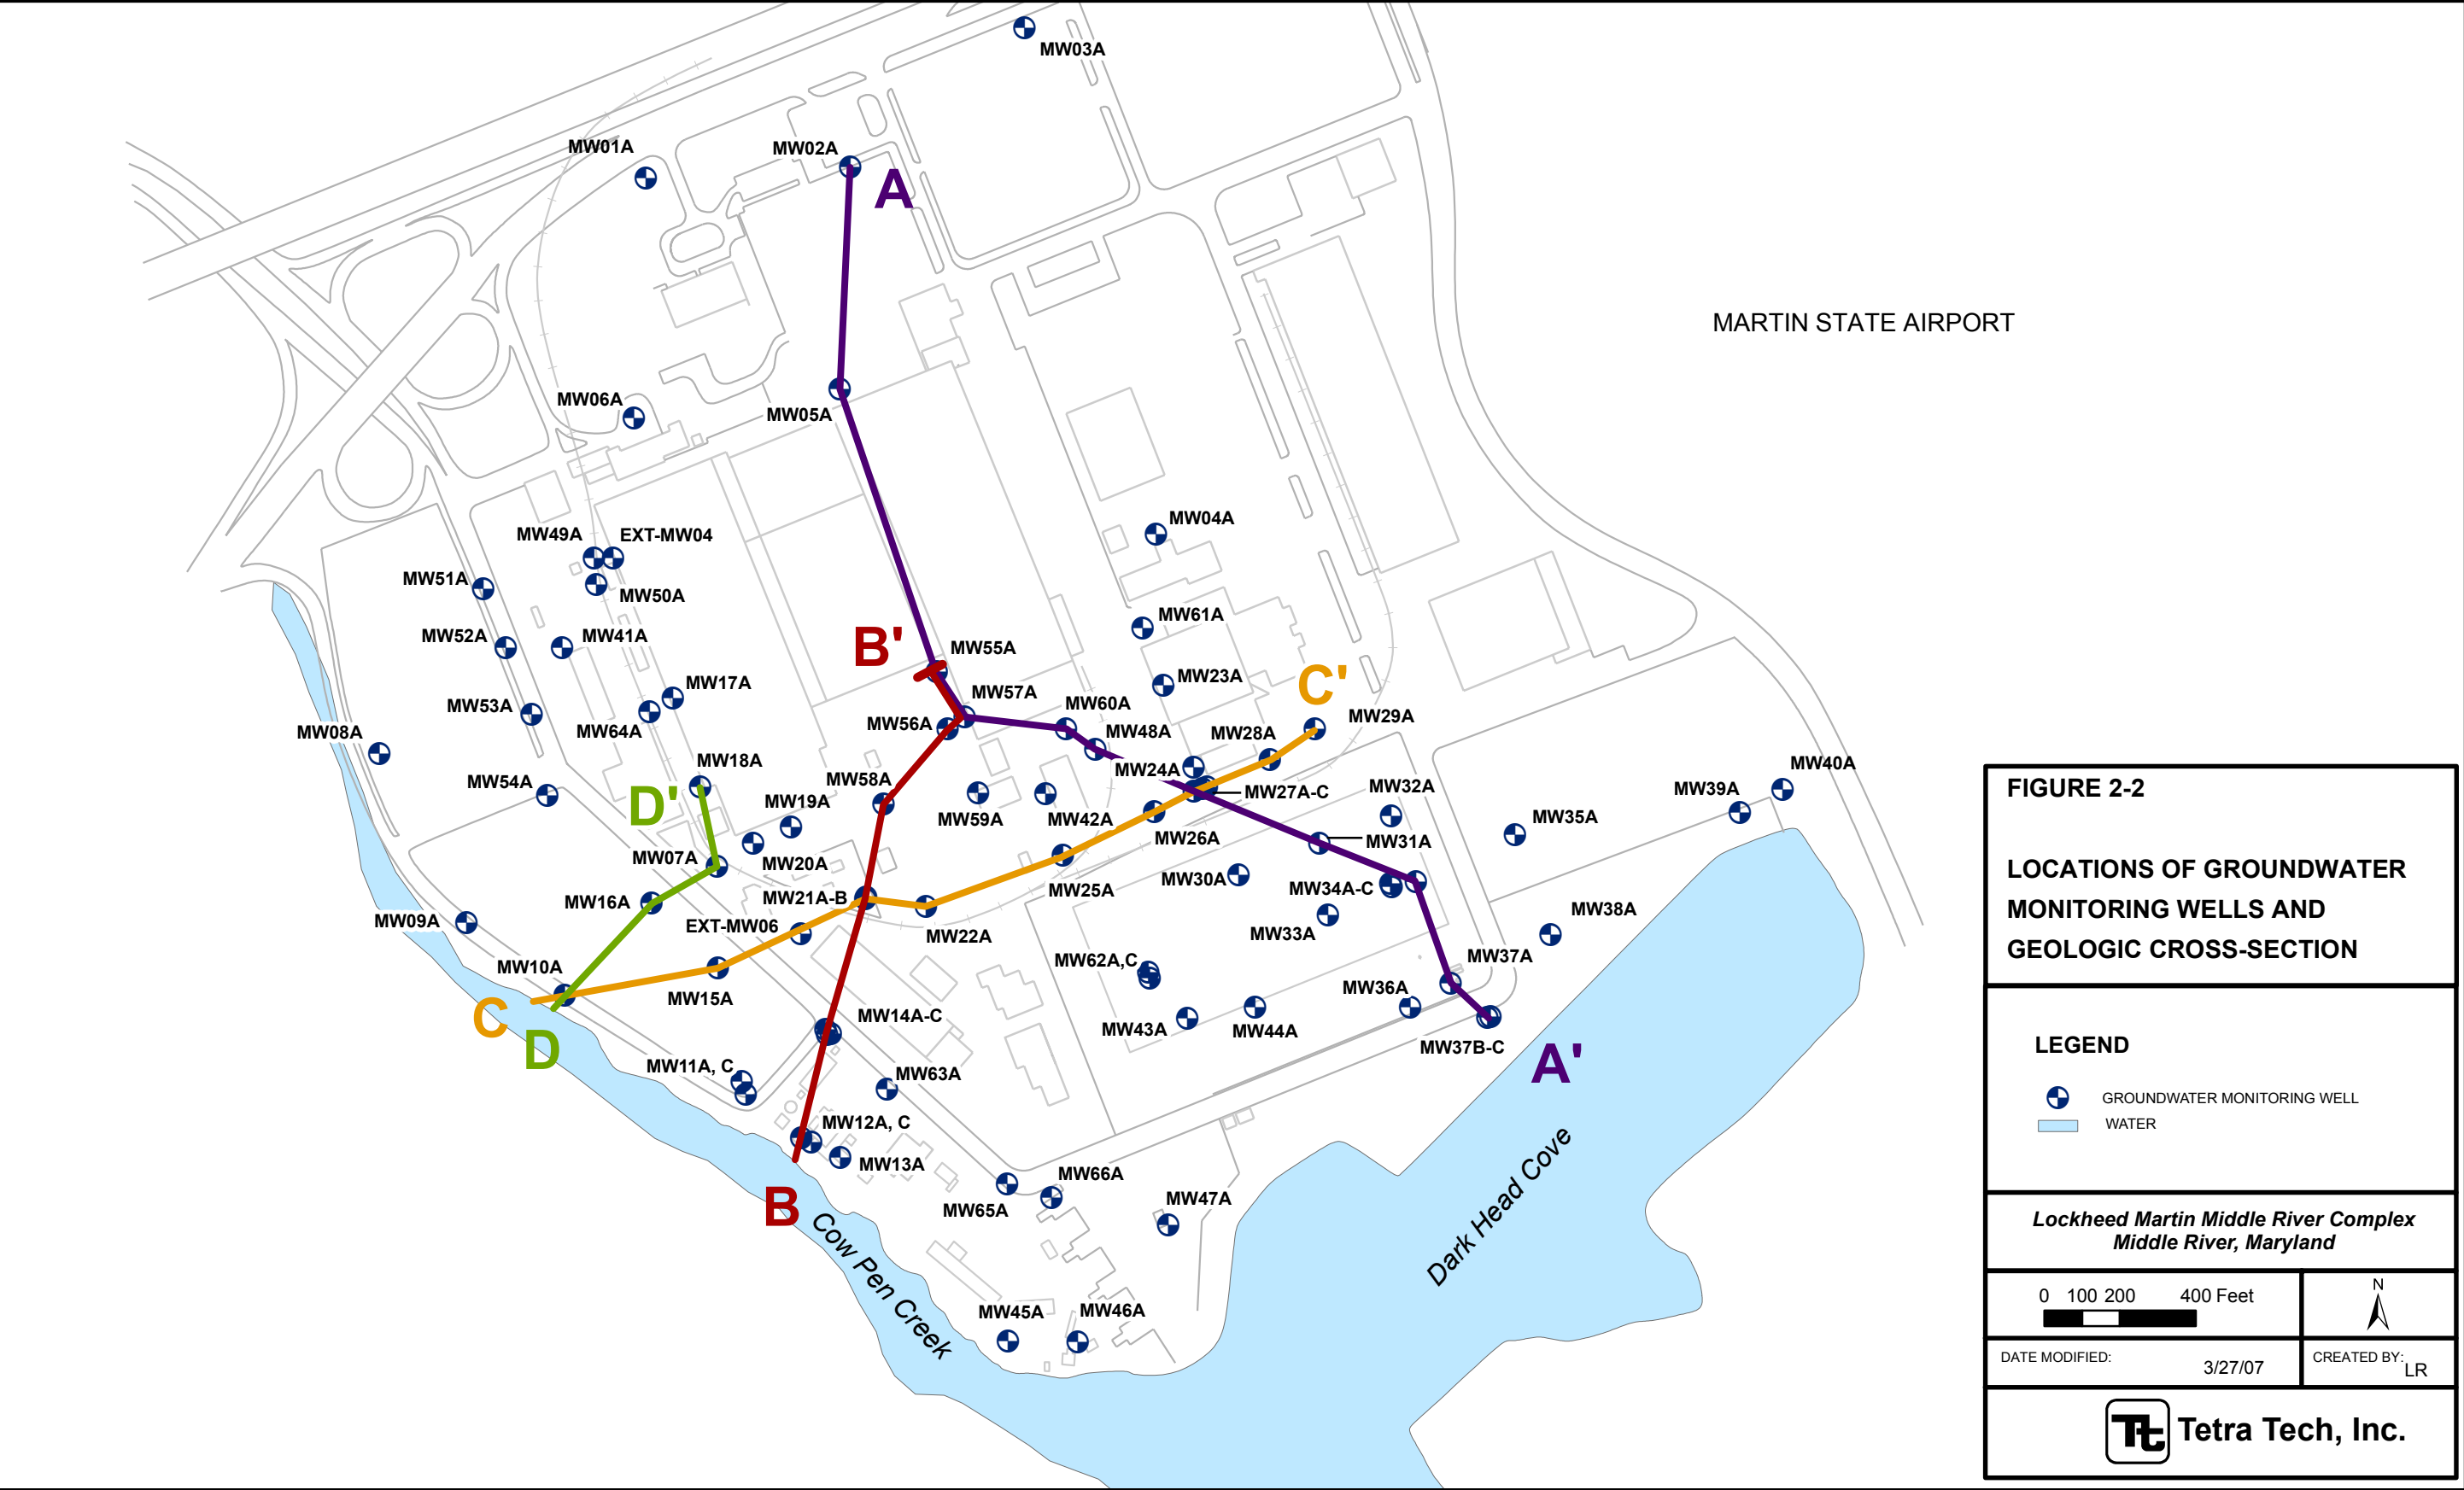 MW03A
MW01A
MW02A
A
MARTIN STATE AIRPORT
MW06A
MW05A
MW49A
EXT-MW04
MW04A
MW51A
MW50A
MW61A
MW52A
MW41A
B'
MW55A
MW17A
MW23A
C'
MW57A
MW53A
MW60A
MW56A
MW29A
MW08A
MW64A
MW48A
MW28A
MW18A
MW24A
MW40A
MW54A
D'
MW58A
MW32A
MW39A
MW27A-C
MW19A
MW59A
MW42A
MW35A
MW26A
MW31A
MW07A
MW20A
MW30A
MW25A
MW34A-C
MW21A-B
MW16A
MW38A
MW09A
EXT-MW06
MW22A
MW33A
MW37A
MW62A,C
MW10A
MW36A
MW15A
C
MW14A-C
MW43A
MW44A
D
MW37B-C
A'
MW11A, C
MW63A
MW12A, C
MW13A
MW66A
B
MW65A
MW47A
Cow Pen Creek
Dark Head Cove
MW45A
MW46A
FIGURE 2-2
LOCATIONS OF GROUNDWATER
MONITORING WELLS AND
GEOLOGIC CROSS-SECTION
LEGEND
GROUNDWATER MONITORING WELL
WATER
Lockheed Martin Middle River Complex
Middle River, Maryland
0 100 200 400 Feet
N
DATE MODIFIED: 3/27/07
CREATED BY: LR
Tt Tetra Tech, Inc.